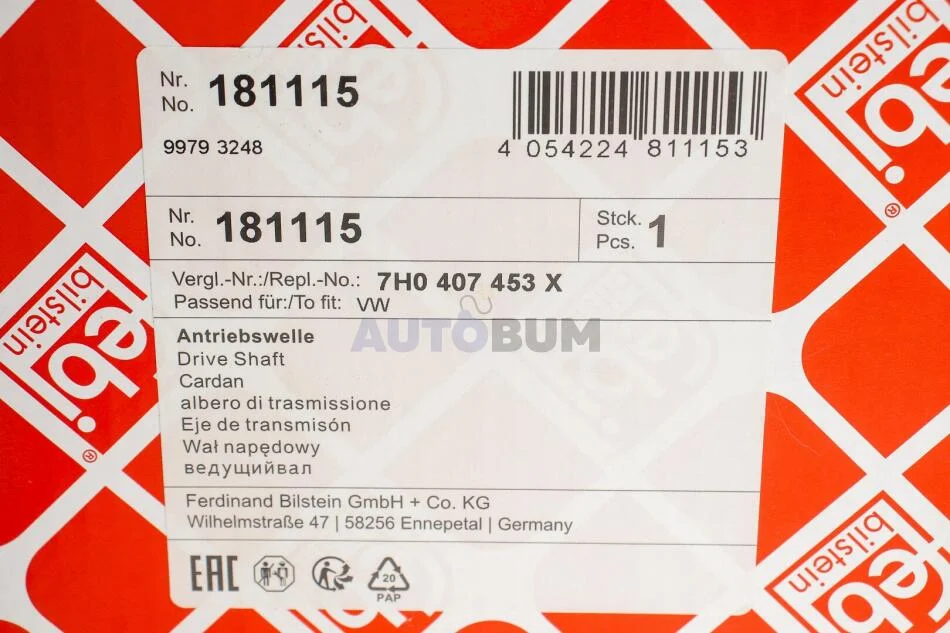 Nr.
No. 181115
9979 3248
4 054224 811153
Nr.
No. 181115
Stck.
Pcs. 1
Vergl.-Nr.:/Repl.-No.: 7H0 407 453 X
Passend für:/To fit: VW
AUTOBUM
Antriebswelle
Drive Shaft
Cardan
albero di trasmissione
Eje de transmisón
Wał napędowy
ведущийвал
Ferdinand Bilstein GmbH + Co. KG
Wilhelmstraße 47 | 58256 Ennepetal | Germany
EAC
20
PAP
febi
bilstein
®
febi
bilstein
®
febi
bilstein
bilstein